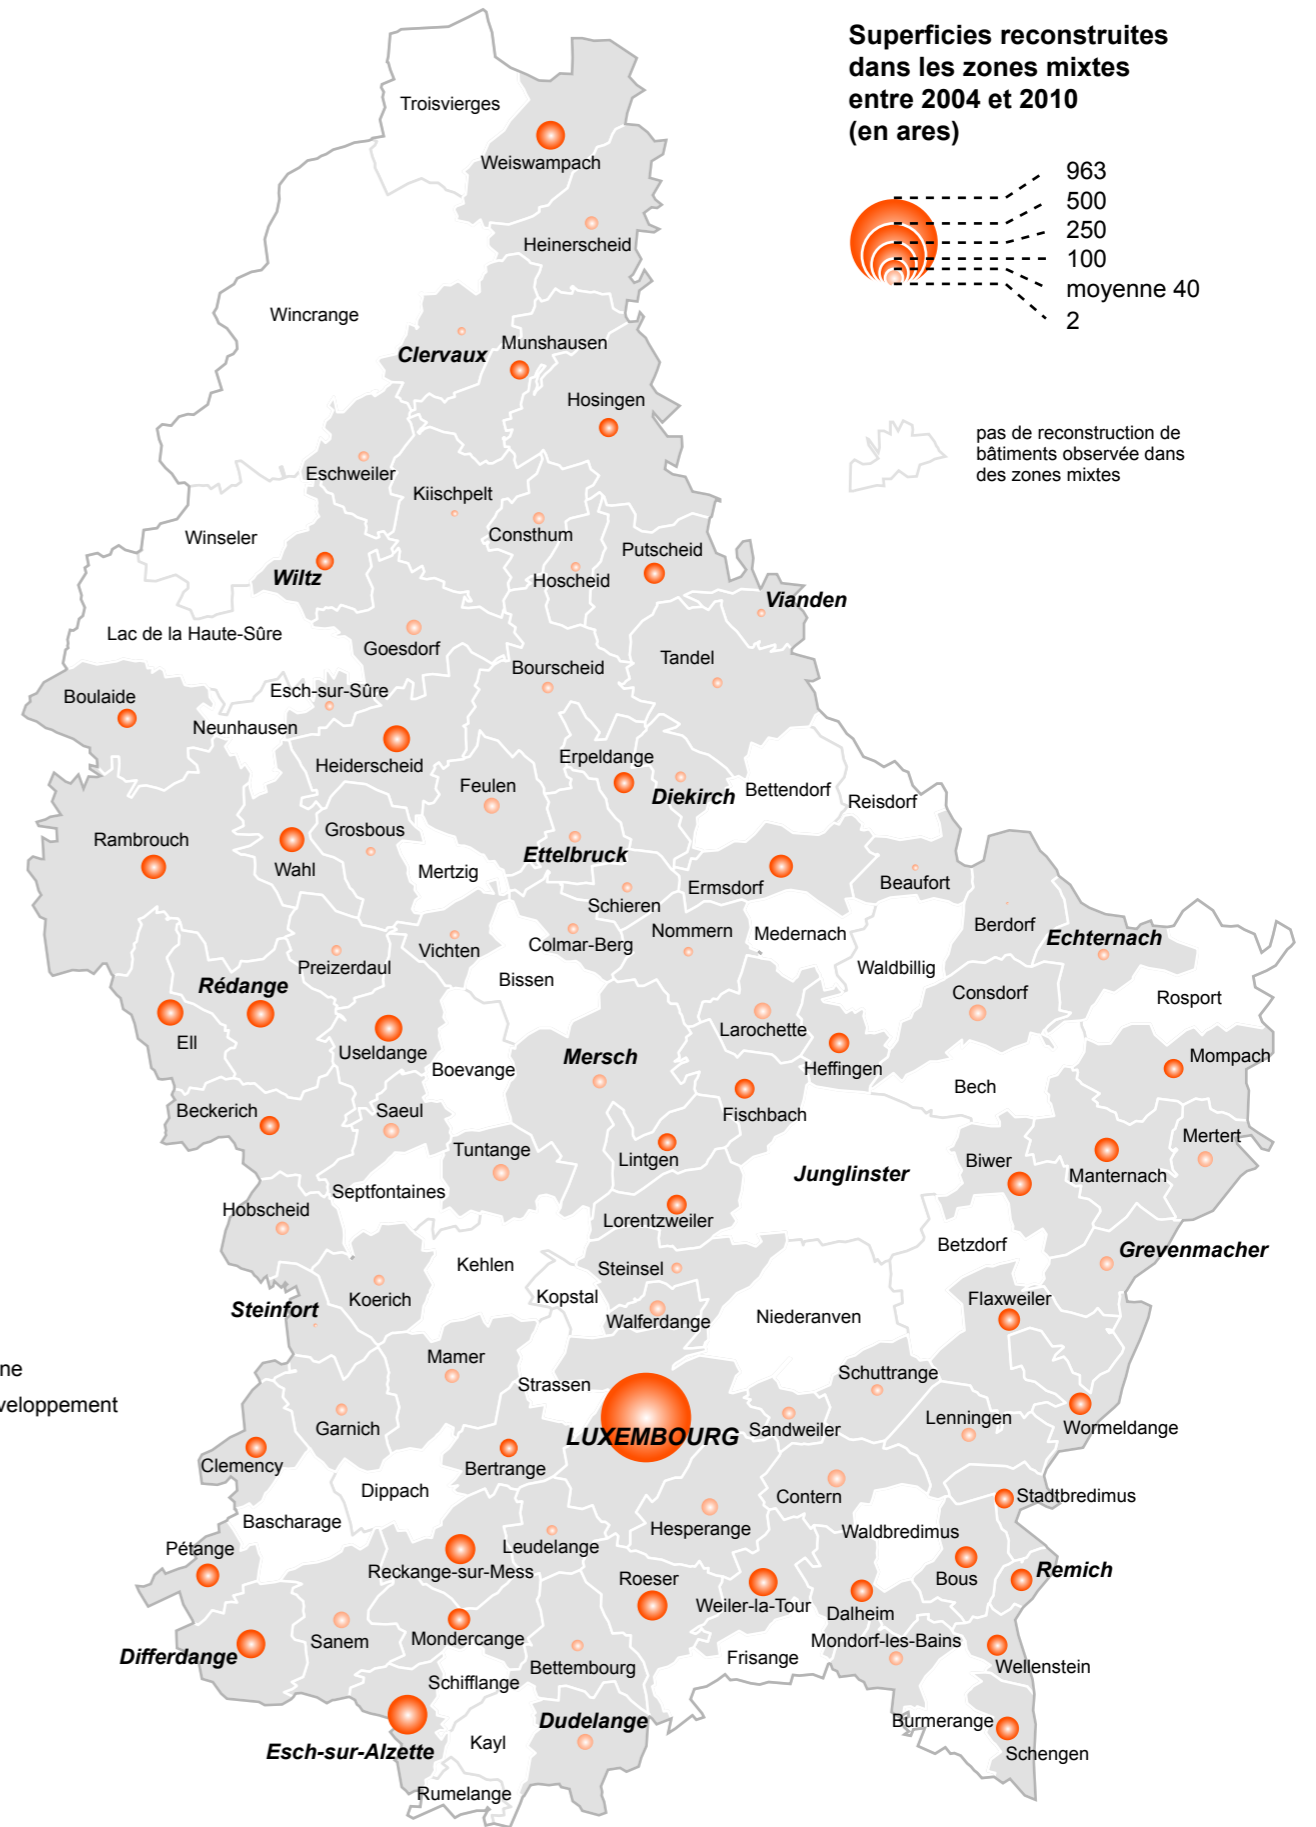 Superficies reconstruites
dans les zones mixtes
entre 2004 et 2010
(en ares)
963
500
250
100
moyenne 40
2
pas de reconstruction de
bâtiments observée dans
des zones mixtes
Troisvierges
Weiswampach
Heinerscheid
Wincrange
Clervaux
Munshausen
Hosingen
Eschweiler
Kiischpelt
Winseler
Consthum
Putscheid
Wiltz
Hoscheid
Vianden
Lac de la Haute-Sûre
Goesdorf
Tandel
Bourscheid
Boulaide
Esch-sur-Sûre
Neunhausen
Heiderscheid
Erpeldange
Feulen
Diekirch
Bettendorf
Reisdorf
Rambrouch
Grosbous
Wahl
Mertzig
Ettelbruck
Ermsdorf
Beaufort
Schieren
Berdorf
Echternach
Vichten
Colmar-Berg
Nommern
Medernach
Waldbillig
Preizerdaul
Bissen
Rédange
Consdorf
Rosport
Ell
Useldange
Larochette
Mersch
Boevange
Heffingen
Mompach
Bech
Beckerich
Saeul
Fischbach
Mertert
Tuntange
Lintgen
Junglinster
Biwer
Manternach
Septfontaines
Hobscheid
Lorentzweiler
Betzdorf
Grevenmacher
Kehlen
Steinsel
Kopstal
Koerich
Flaxweiler
Steinfort
Walferdange
Niederanven
Mamer
ne
Schuttrange
Strassen
veloppement
Garnich
LUXEMBOURG
Sandweiler
Lenningen
Wormeldange
Clemency
Bertrange
Dippach
Contern
Stadtbredimus
Bascharage
Hesperange
Waldbredimus
Pétange
Leudelange
Reckange-sur-Mess
Roeser
Bous
Remich
Weiler-la-Tour
Dalheim
Sanem
Mondercange
Mondorf-les-Bains
Differdange
Bettembourg
Frisange
Wellenstein
Schifflange
Dudelange
Burmerange
Esch-sur-Alzette
Kayl
Schengen
Rumelange